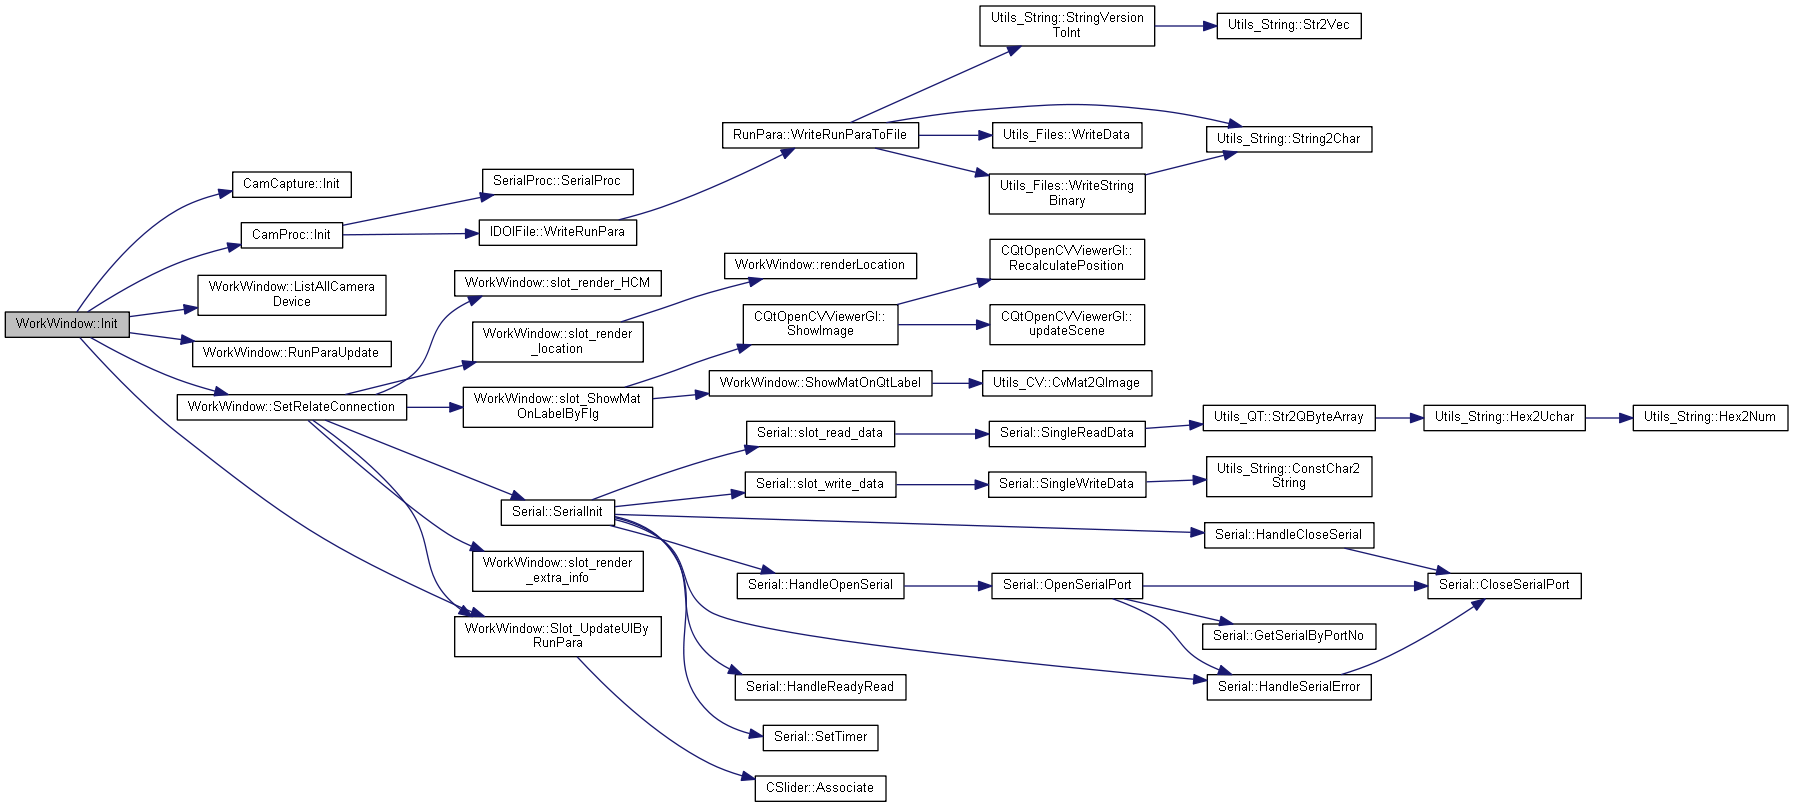 Utils_String::StringVersion
ToInt
Utils_String::Str2Vec
RunPara::WriteRunParaToFile
Utils_Files::WriteData
Utils_String::String2Char
CamCapture::Init
SerialProc::SerialProc
Utils_Files::WriteString
Binary
CamProc::Init
IDOIFile::WriteRunPara
WorkWindow::renderLocation
CQtOpenCVViewerGl::
RecalculatePosition
WorkWindow::ListAllCamera
Device
WorkWindow::slot_render_HCM
WorkWindow::Init
CQtOpenCVViewerGl::
ShowImage
CQtOpenCVViewerGl::
updateScene
WorkWindow::RunParaUpdate
WorkWindow::slot_render
_location
WorkWindow::ShowMatOnQtLabel
Utils_CV::CvMat2QImage
WorkWindow::SetRelateConnection
WorkWindow::slot_ShowMat
OnLabelByFlg
Serial::slot_read_data
Serial::SingleReadData
Utils_QT::Str2QByteArray
Utils_String::Hex2Uchar
Utils_String::Hex2Num
Serial::slot_write_data
Serial::SingleWriteData
Utils_String::ConstChar2
String
Serial::SerialInit
Serial::HandleCloseSerial
WorkWindow::slot_render
_extra_info
Serial::HandleOpenSerial
Serial::OpenSerialPort
Serial::CloseSerialPort
WorkWindow::Slot_UpdateUIBy
RunPara
Serial::GetSerialByPortNo
Serial::HandleReadyRead
Serial::HandleSerialError
Serial::SetTimer
CSlider::Associate